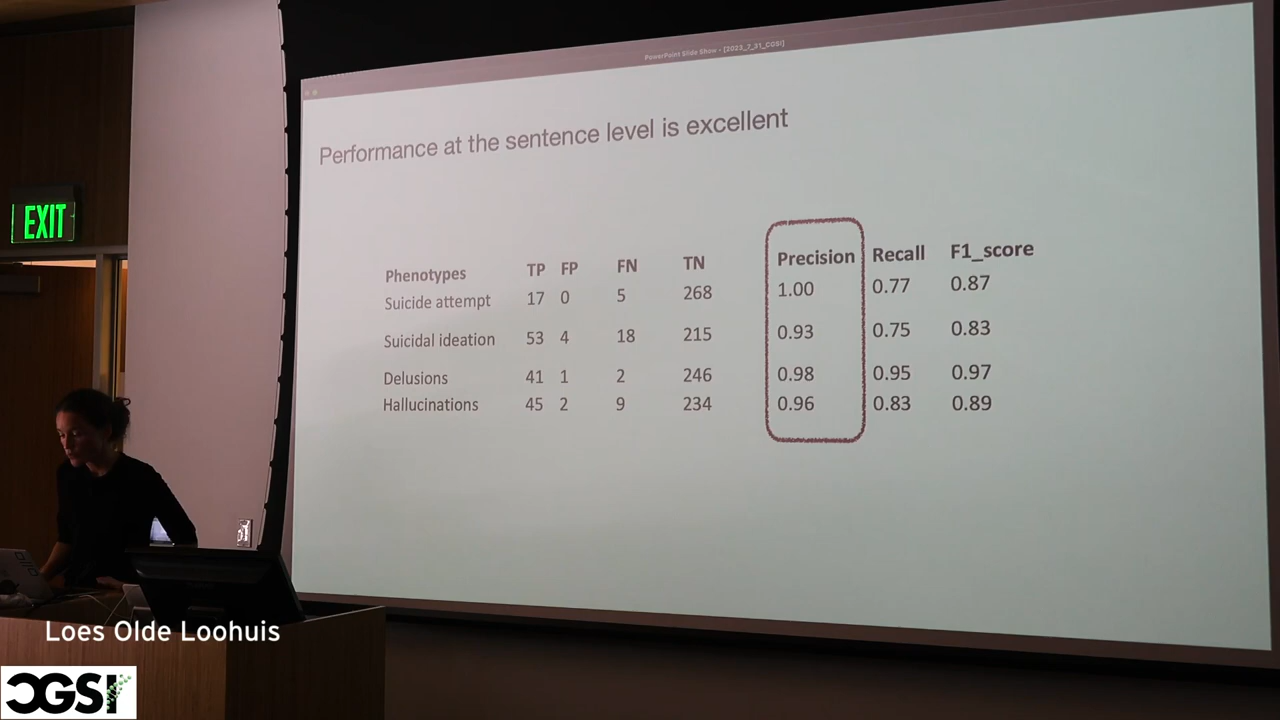 PowerPoint Slide Show - [2023_7_31_CGSI]
Performance at the sentence level is excellent
EXIT
Phenotypes TP FP FN TN Precision Recall F1_score
Suicide attempt 17 0 5 268 1.00 0.77 0.87
Suicidal ideation 53 4 18 215 0.93 0.75 0.83
Delusions 41 1 2 246 0.98 0.95 0.97
Hallucinations 45 2 9 234 0.96 0.83 0.89
Loes Olde Loohuis
CGSI